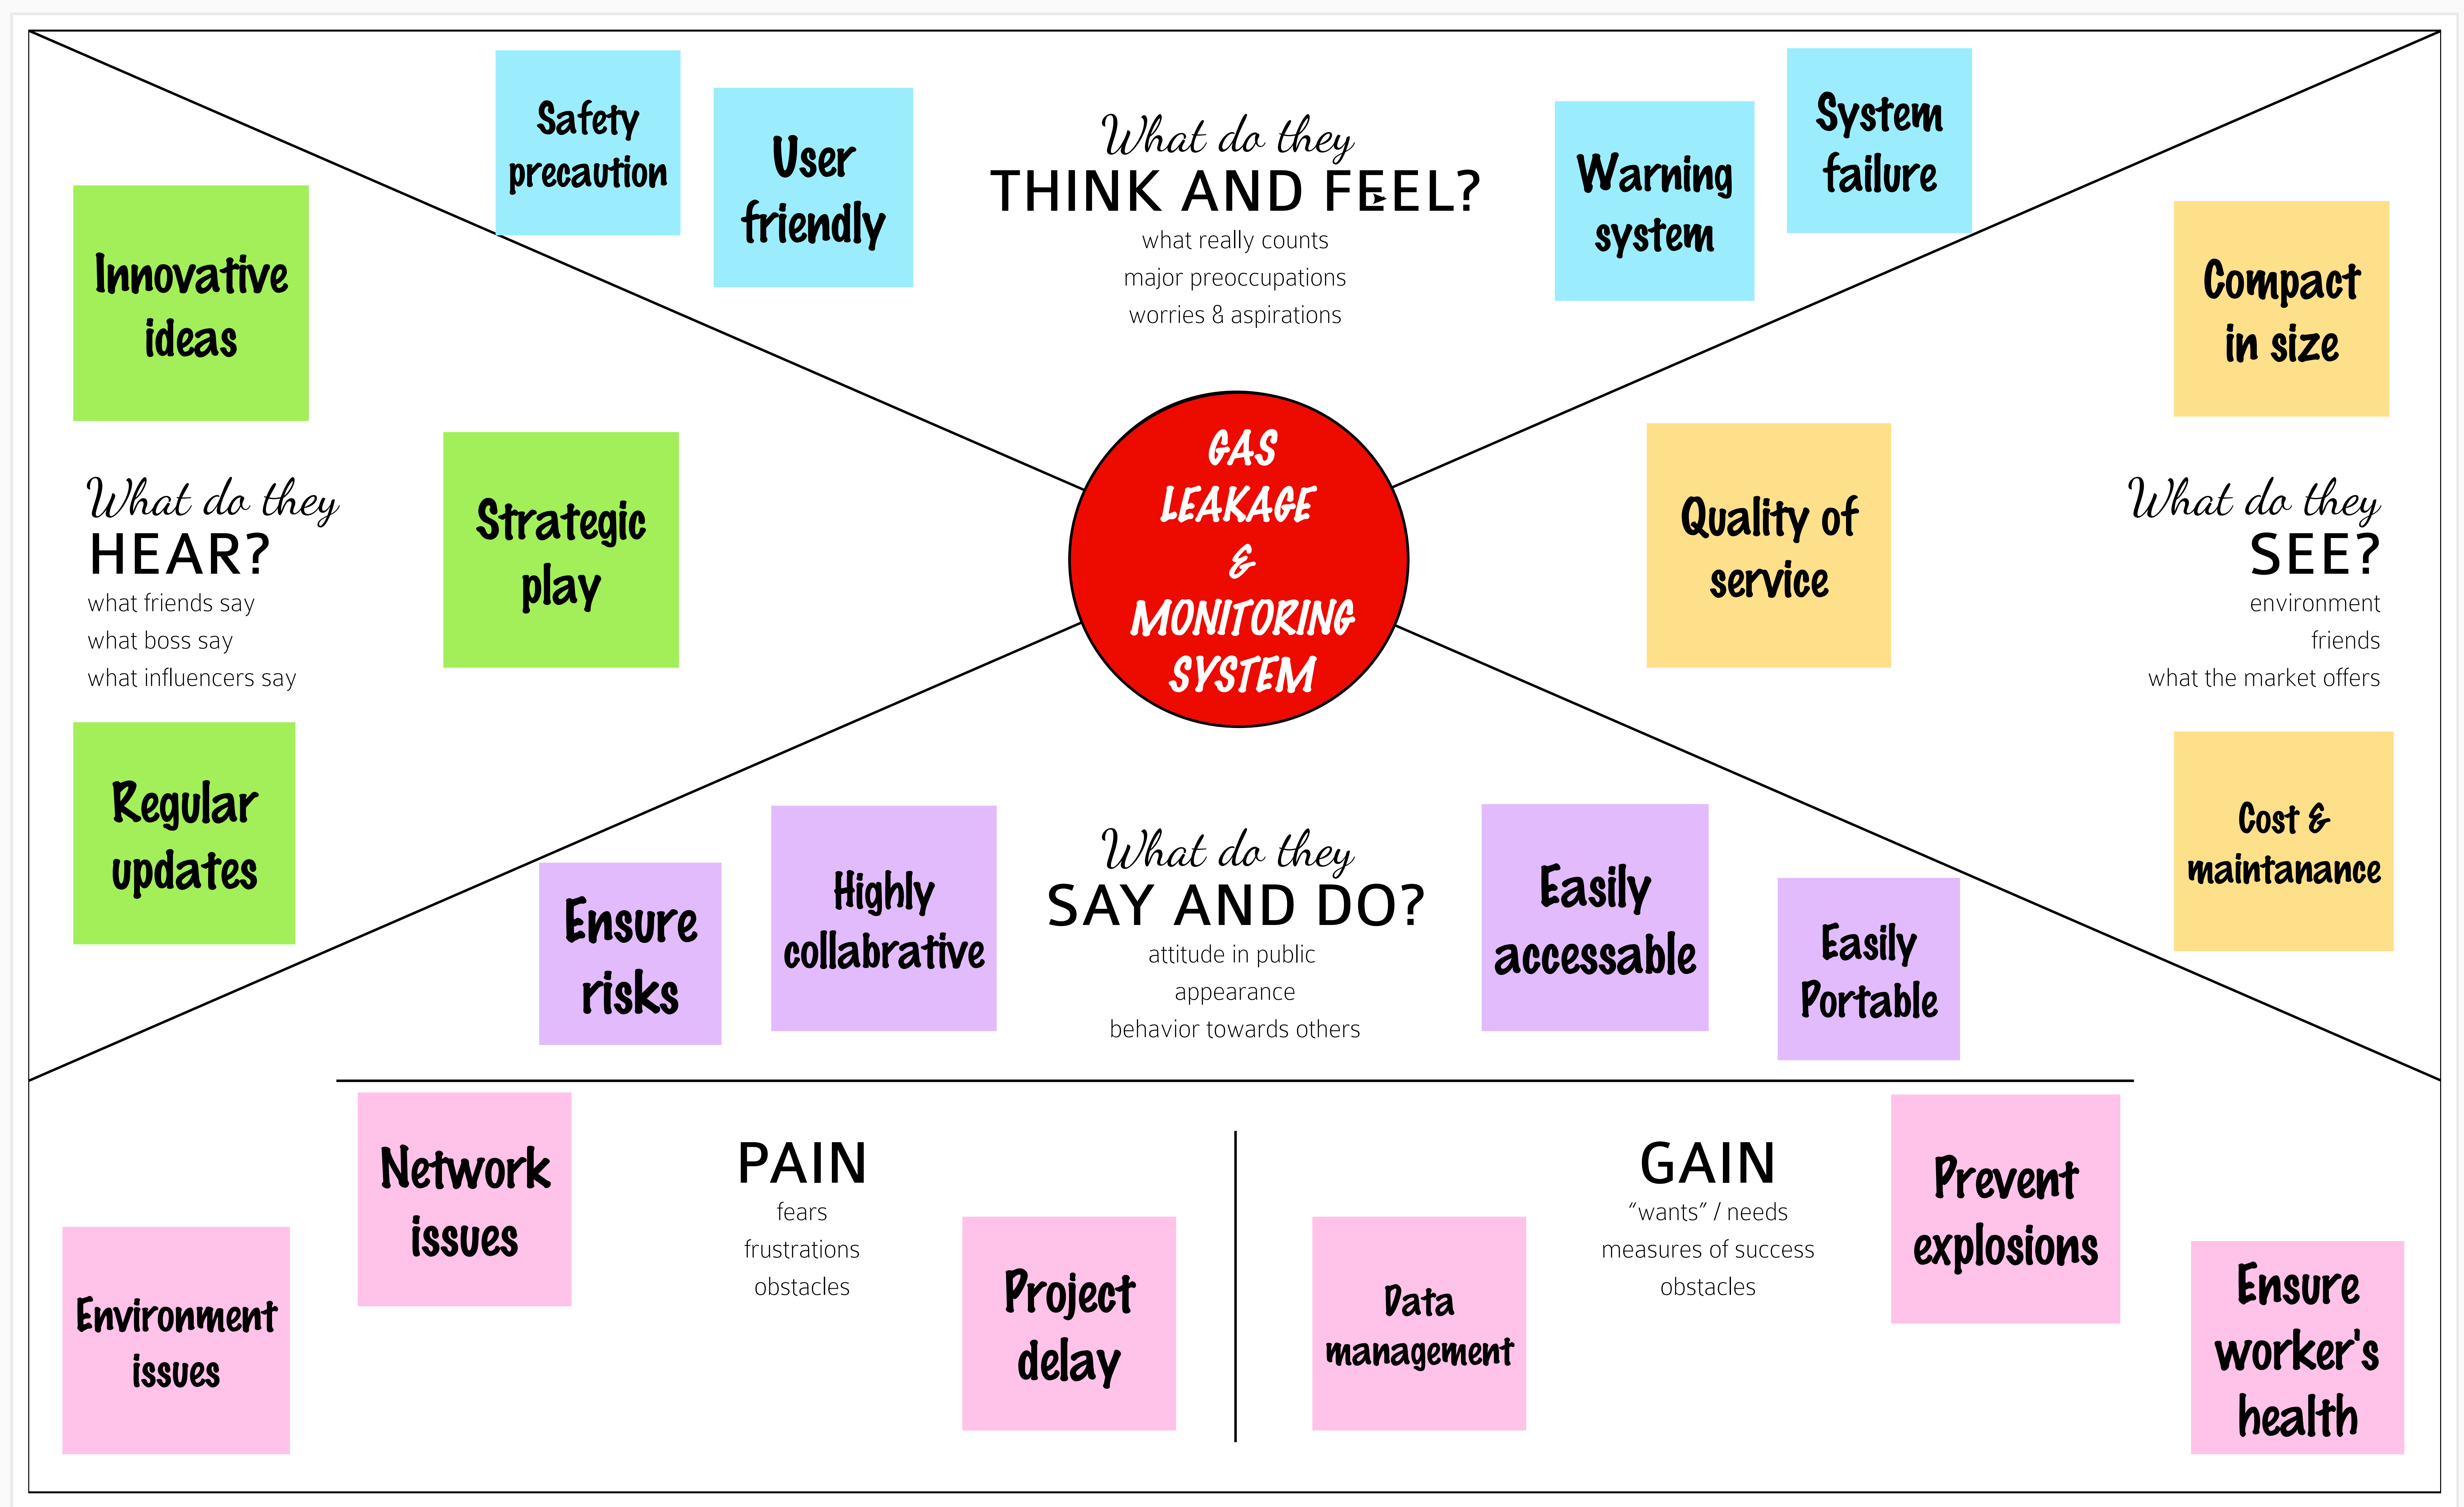 Safety
precaution
User
friendly
What do they
THINK AND FEEL?
what really counts
major preoccupations
worries & aspirations
Warning
system
System
failure
Innovative
ideas
Strategic
play
What do they
HEAR?
what friends say
what boss say
what influencers say
Regular
updates
GAS
LEAKAGE
&
MONITORING
SYSTEM
Compact
in size
Quality of
service
What do they
SEE?
environment
friends
what the market offers
Cost &
maintanance
Ensure
risks
Highly
collabrative
What do they
SAY AND DO?
attitude in public
appearance
behavior towards others
Easily
accessable
Easily
Portable
Environment
issues
Network
issues
PAIN
fears
frustrations
obstacles
Project
delay
Data
management
GAIN
“wants” / needs
measures of success
obstacles
Prevent
explosions
Ensure
worker's
health